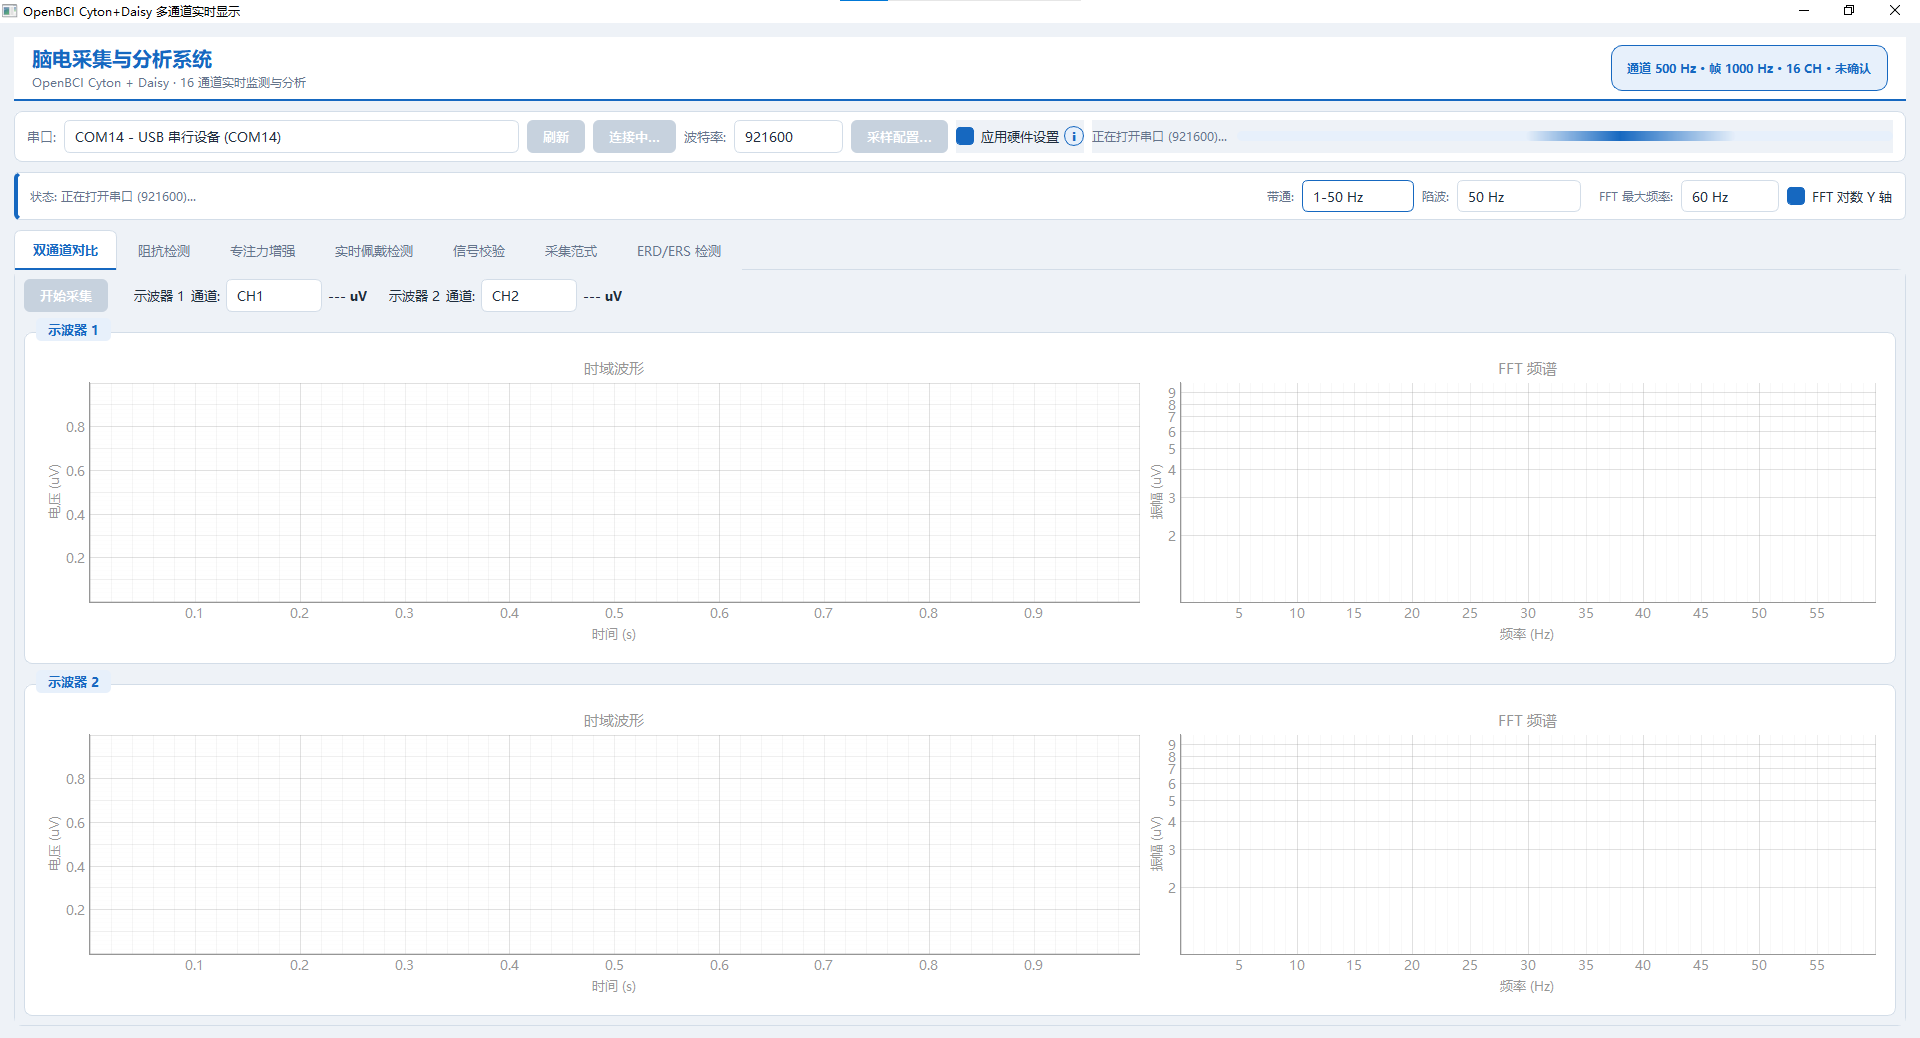 OpenBCI Cyton+Daisy 多通道实时显示
脑电采集与分析系统
OpenBCI Cyton + Daisy · 16 通道实时监测与分析
通道 500 Hz • 帧 1000 Hz • 16 CH • 未确认
串口: COM14 - USB 串行设备 (COM14) 刷新 连接中... 波特率: 921600 采样配置... 应用硬件设置 i 正在打开串口 (921600)...
状态: 正在打开串口 (921600)... 带通: 1-50 Hz 陷波: 50 Hz FFT 最大频率: 60 Hz FFT 对数 Y 轴
双通道对比 阻抗检测 专注力增强 实时佩戴检测 信号校验 采集范式 ERD/ERS 检测
开始采集 示波器 1 通道: CH1 --- uV 示波器 2 通道: CH2 --- uV
示波器 1
时域波形
电压 (uV)
0.8
0.6
0.4
0.2
0.1 0.2 0.3 0.4 0.5 0.6 0.7 0.8 0.9
时间 (s)
FFT 频谱
振幅 (uV)
9
8
7
6
5
4
3
2
5 10 15 20 25 30 35 40 45 50 55
频率 (Hz)
示波器 2
时域波形
电压 (uV)
0.8
0.6
0.4
0.2
0.1 0.2 0.3 0.4 0.5 0.6 0.7 0.8 0.9
时间 (s)
FFT 频谱
振幅 (uV)
9
8
7
6
5
4
3
2
5 10 15 20 25 30 35 40 45 50 55
频率 (Hz)